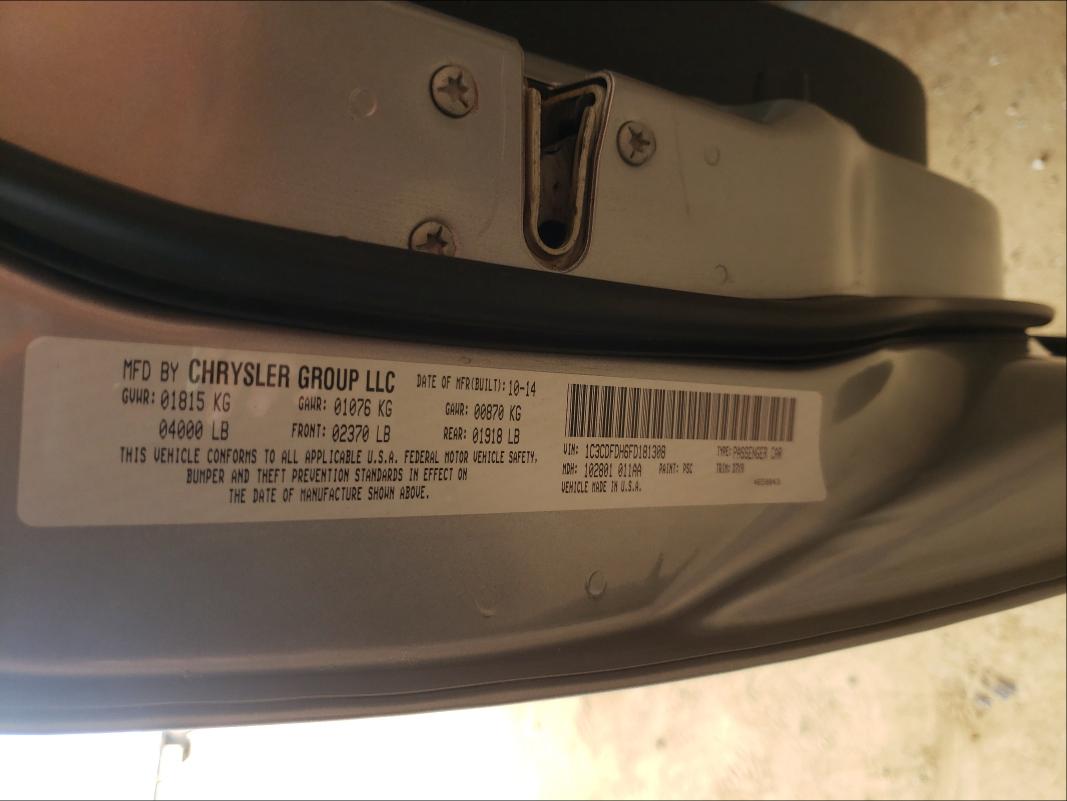 MFD BY CHRYSLER GROUP LLC
DATE OF MFR(BUILT): 10-14
GVWR: 01815 KG GAWR: 01076 KG GAWR: 00870 KG
04000 LB FRONT: 02370 LB REAR: 01918 LB
THIS VEHICLE CONFORMS TO ALL APPLICABLE U.S.A. FEDERAL MOTOR VEHICLE SAFETY,
BUMPER AND THEFT PREVENTION STANDARDS IN EFFECT ON
THE DATE OF MANUFACTURE SHOWN ABOVE.
VIN: 1C3CDFDH6FD181308 TYPE: PASSENGER CAR
MDH: 102801 011AA PAINT: PSC TRIM:
VEHICLE MADE IN U.S.A.